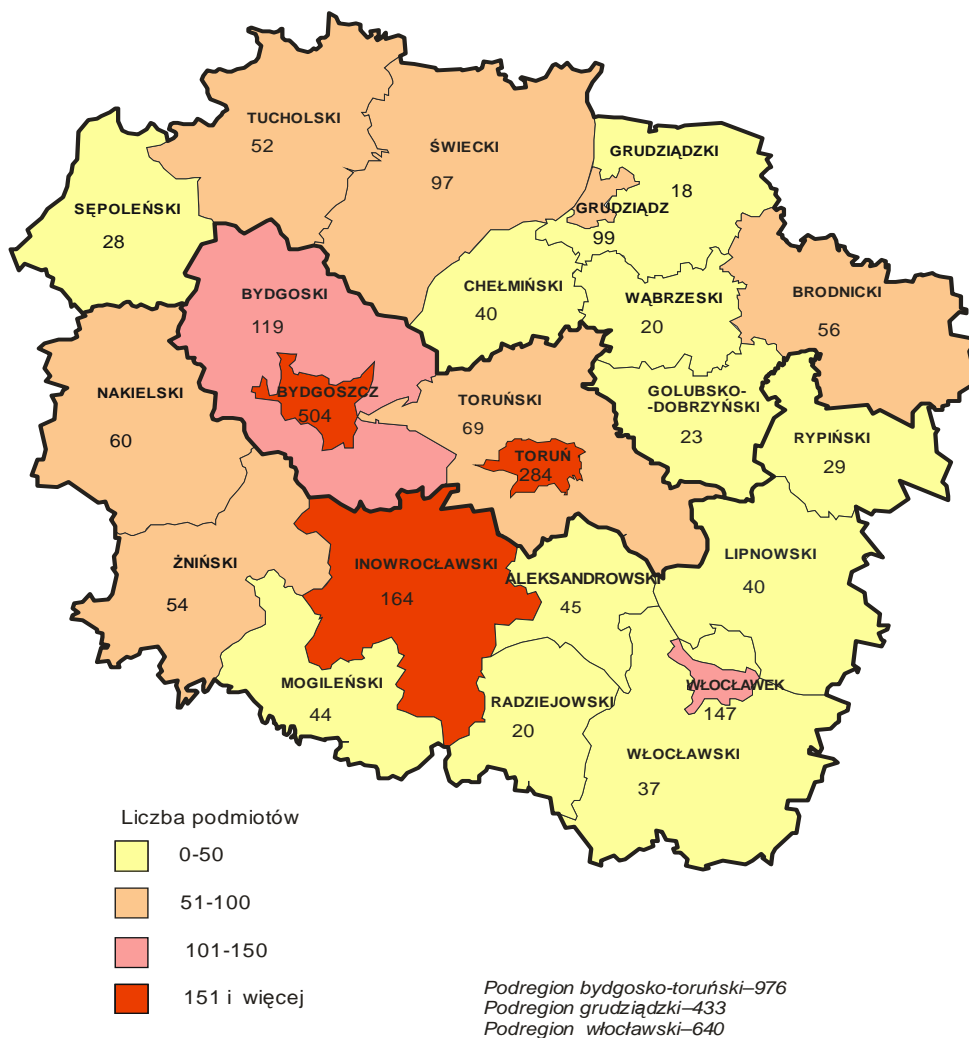 TUCHOLSKI
52
ŚWIECKI
97
GRUDZIĄDZKI
18
SĘPOLEŃSKI
28
GRUDZIĄDZ
99
BYDGOSKI
119
CHEŁMIŃSKI
40
WĄBRZESKI
20
BRODNICKI
56
NAKIELSKI
60
BYDGOSZCZ
504
TORUŃSKI
69
GOLUBSKO-
-DOBRZYŃSKI
23
RYPIŃSKI
29
TORUŃ
284
ŻNIŃSKI
54
INOWROCŁAWSKI
164
ALEKSANDROWSKI
45
LIPNOWSKI
40
MOGILEŃSKI
44
RADZIEJOWSKI
20
WŁOCŁAWEK
147
WŁOCŁAWSKI
37
Liczba podmiotów
0-50
51-100
101-150
151 i więcej
Podregion bydgosko-toruński–976
Podregion grudziądzki–433
Podregion włocławski–640